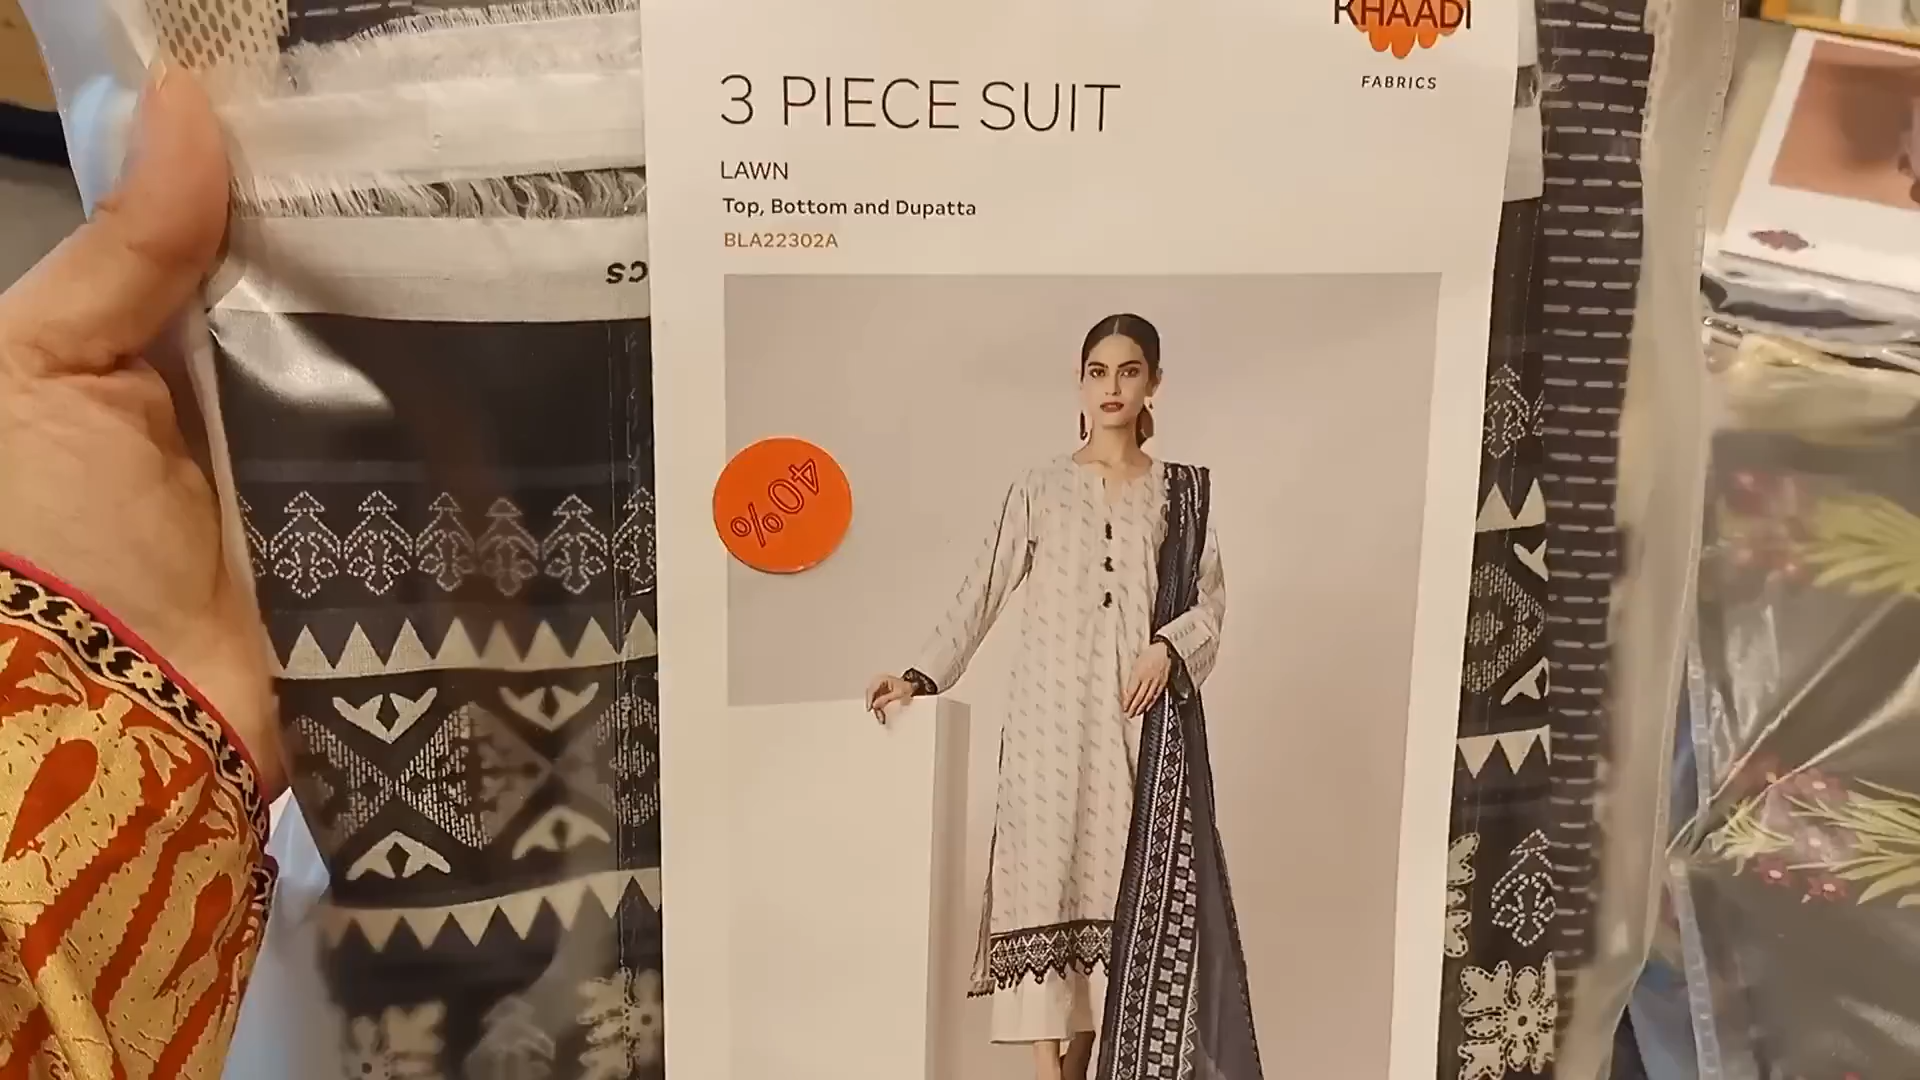 KHAADI
FABRICS
3 PIECE SUIT
LAWN
Top, Bottom and Dupatta
BLA22302A
40%